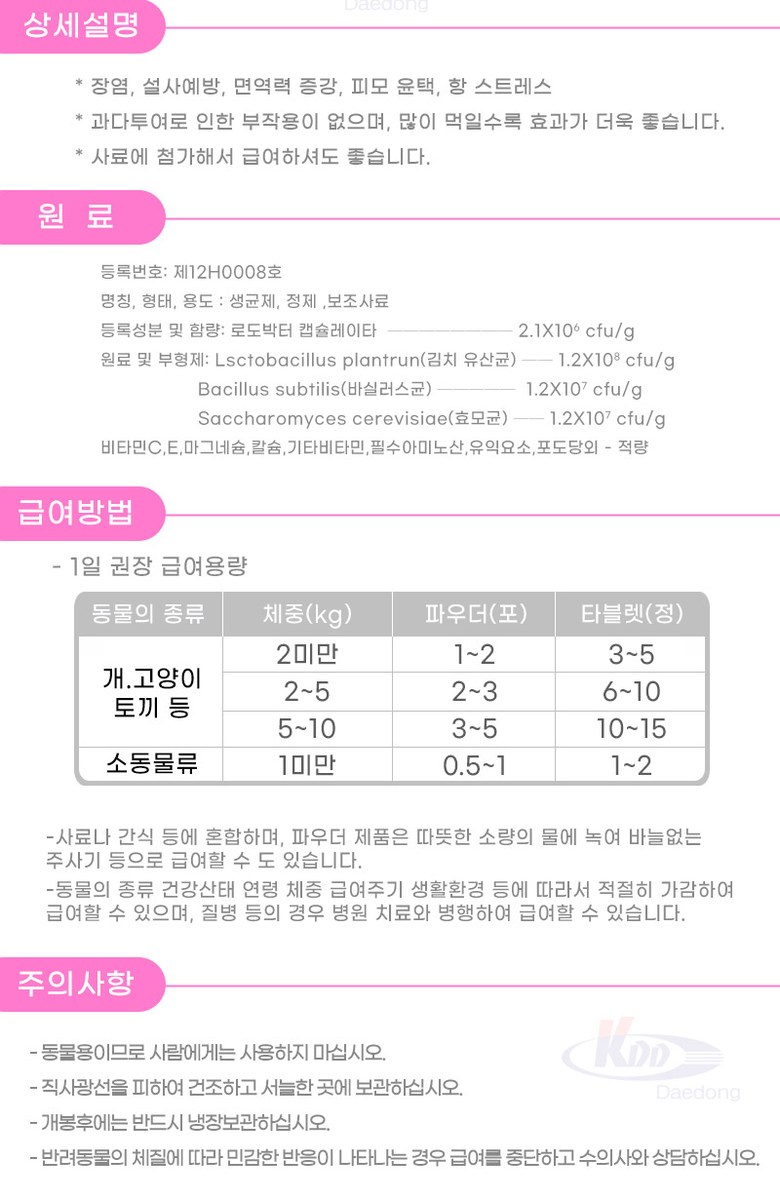 Daedong
상세설명
* 장염, 설사예방, 면역력 증강, 피모 윤택, 항 스트레스
* 과다투여로 인한 부작용이 없으며, 많이 먹일수록 효과가 더욱 좋습니다.
* 사료에 첨가해서 급여하셔도 좋습니다.
원 료
등록번호: 제12H0008호
명칭, 형태, 용도 : 생균제, 정제 ,보조사료
등록성분 및 함량: 로도박터 캡슐레이타 ―――――――― 2.1X10⁶ cfu/g
원료 및 부형제: Lsctobacillus plantrun(김치 유산균) ―― 1.2X10⁸ cfu/g
Bacillus subtilis(바실러스균) ――――― 1.2X10⁷ cfu/g
Saccharomyces cerevisiae(효모균) ―― 1.2X10⁷ cfu/g
비타민C,E,마그네슘,칼슘,기타비타민,필수아미노산,유익요소,포도당외 - 적량
급여방법
- 1일 권장 급여용량
동물의 종류 체중(kg) 파우더(포) 타블렛(정)
개.고양이
토끼 등
2미만 1~2 3~5
2~5 2~3 6~10
5~10 3~5 10~15
소동물류 1미만 0.5~1 1~2
-사료나 간식 등에 혼합하며, 파우더 제품은 따뜻한 소량의 물에 녹여 바늘없는
주사기 등으로 급여할 수 도 있습니다.
-동물의 종류 건강산태 연령 체중 급여주기 생활환경 등에 따라서 적절히 가감하여
급여할 수 있으며, 질병 등의 경우 병원 치료와 병행하여 급여할 수 있습니다.
주의사항
- 동물용이므로 사람에게는 사용하지 마십시오.
- 직사광선을 피하여 건조하고 서늘한 곳에 보관하십시오.
- 개봉후에는 반드시 냉장보관하십시오.
- 반려동물의 체질에 따라 민감한 반응이 나타나는 경우 급여를 중단하고 수의사와 상담하십시오.
KDD
Daedong